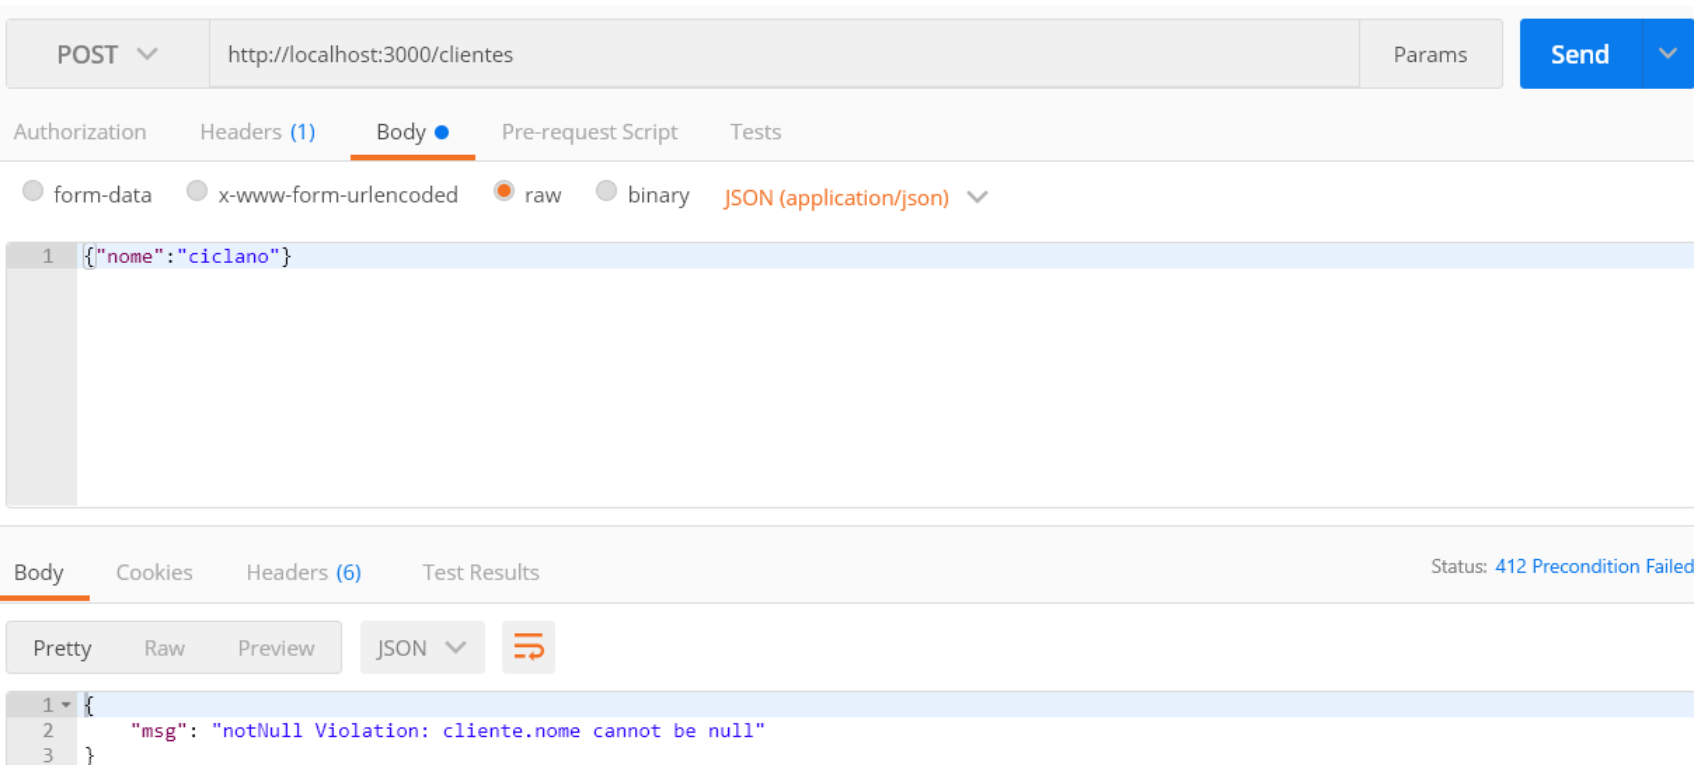 POST http://localhost:3000/clientes Params Send
Authorization Headers (1) Body Pre-request Script Tests
form-data x-www-form-urlencoded raw binary JSON (application/json)
1 {"nome":"ciclano"}
Body Cookies Headers (6) Test Results Status: 412 Precondition Failed
Pretty Raw Preview JSON
1 {
2 "msg": "notNull Violation: cliente.nome cannot be null"
3 }